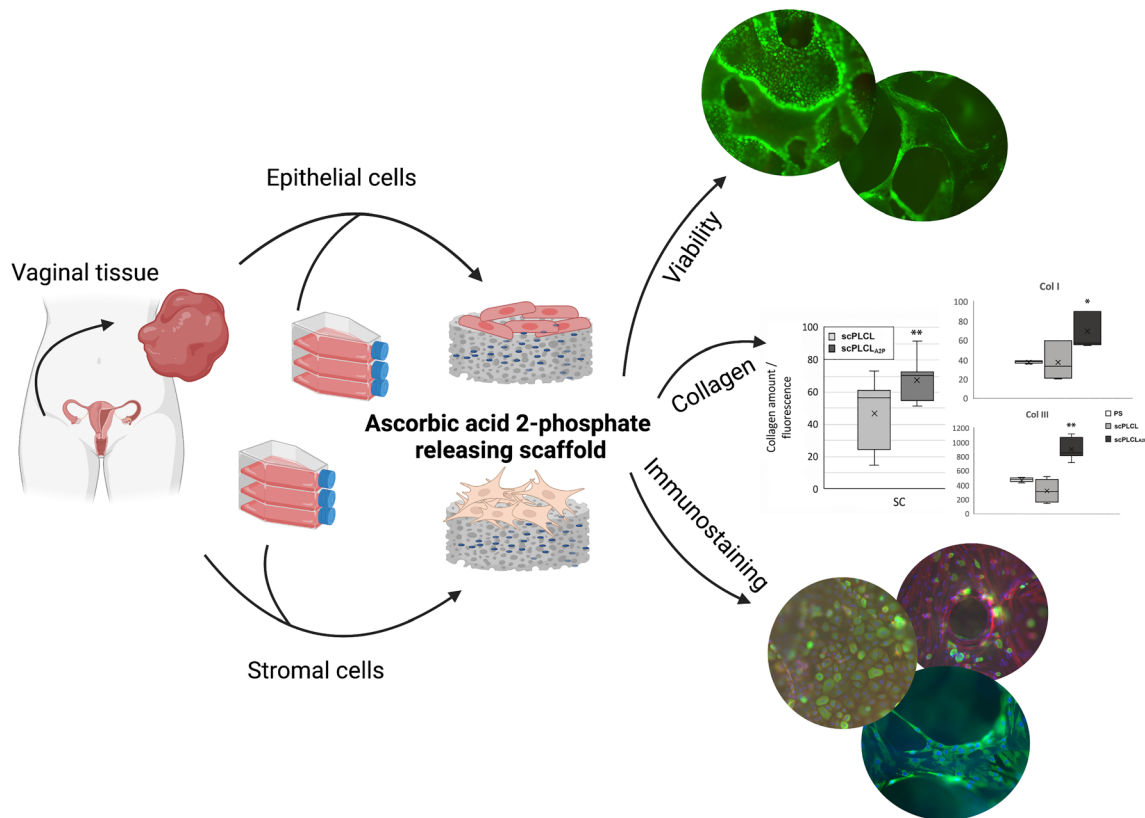 Epithelial cells
Vaginal tissue
Ascorbic acid 2-phosphate
releasing scaffold
Stromal cells
Viability
Collagen
Immunostaining
Collagen amount /
fluorescence
100
80
60
40
20
0
scPLCL
scPLCLA2P
**
SC
Col I
100
80
60
40
20
0
*
Col III
1200
1000
800
600
400
200
0
**
PS
scPLCL
scPLCLA2